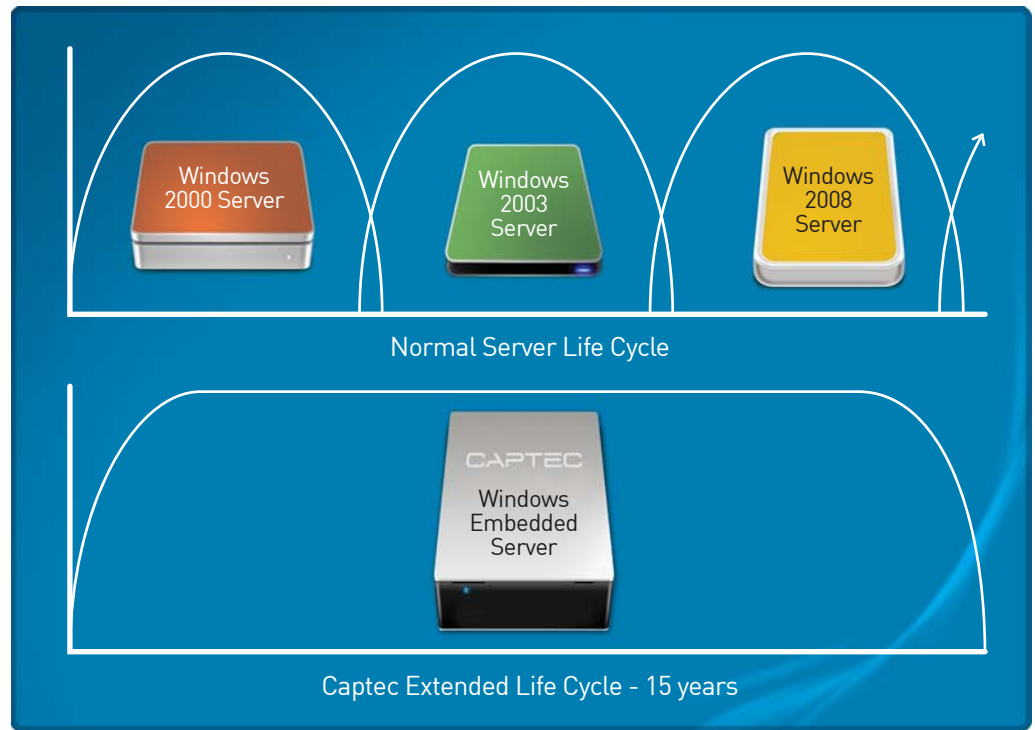 Windows
2000 Server
Windows
2003
Server
Windows
2008
Server
Normal Server Life Cycle
CAPTEC
Windows
Embedded
Server
Captec Extended Life Cycle - 15 years